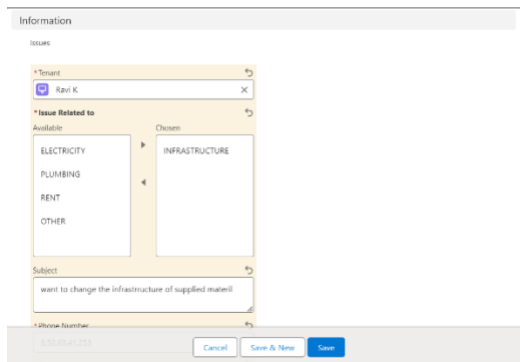 Information
Issues
*Tenant
Ravi K
*Issue Related to
Available
Chosen
ELECTRICITY
PLUMBING
RENT
OTHER
INFRASTRUCTURE
Subject
want to change the infrastructure of supplied materil
*Phone Number
Cancel
Save & New
Save